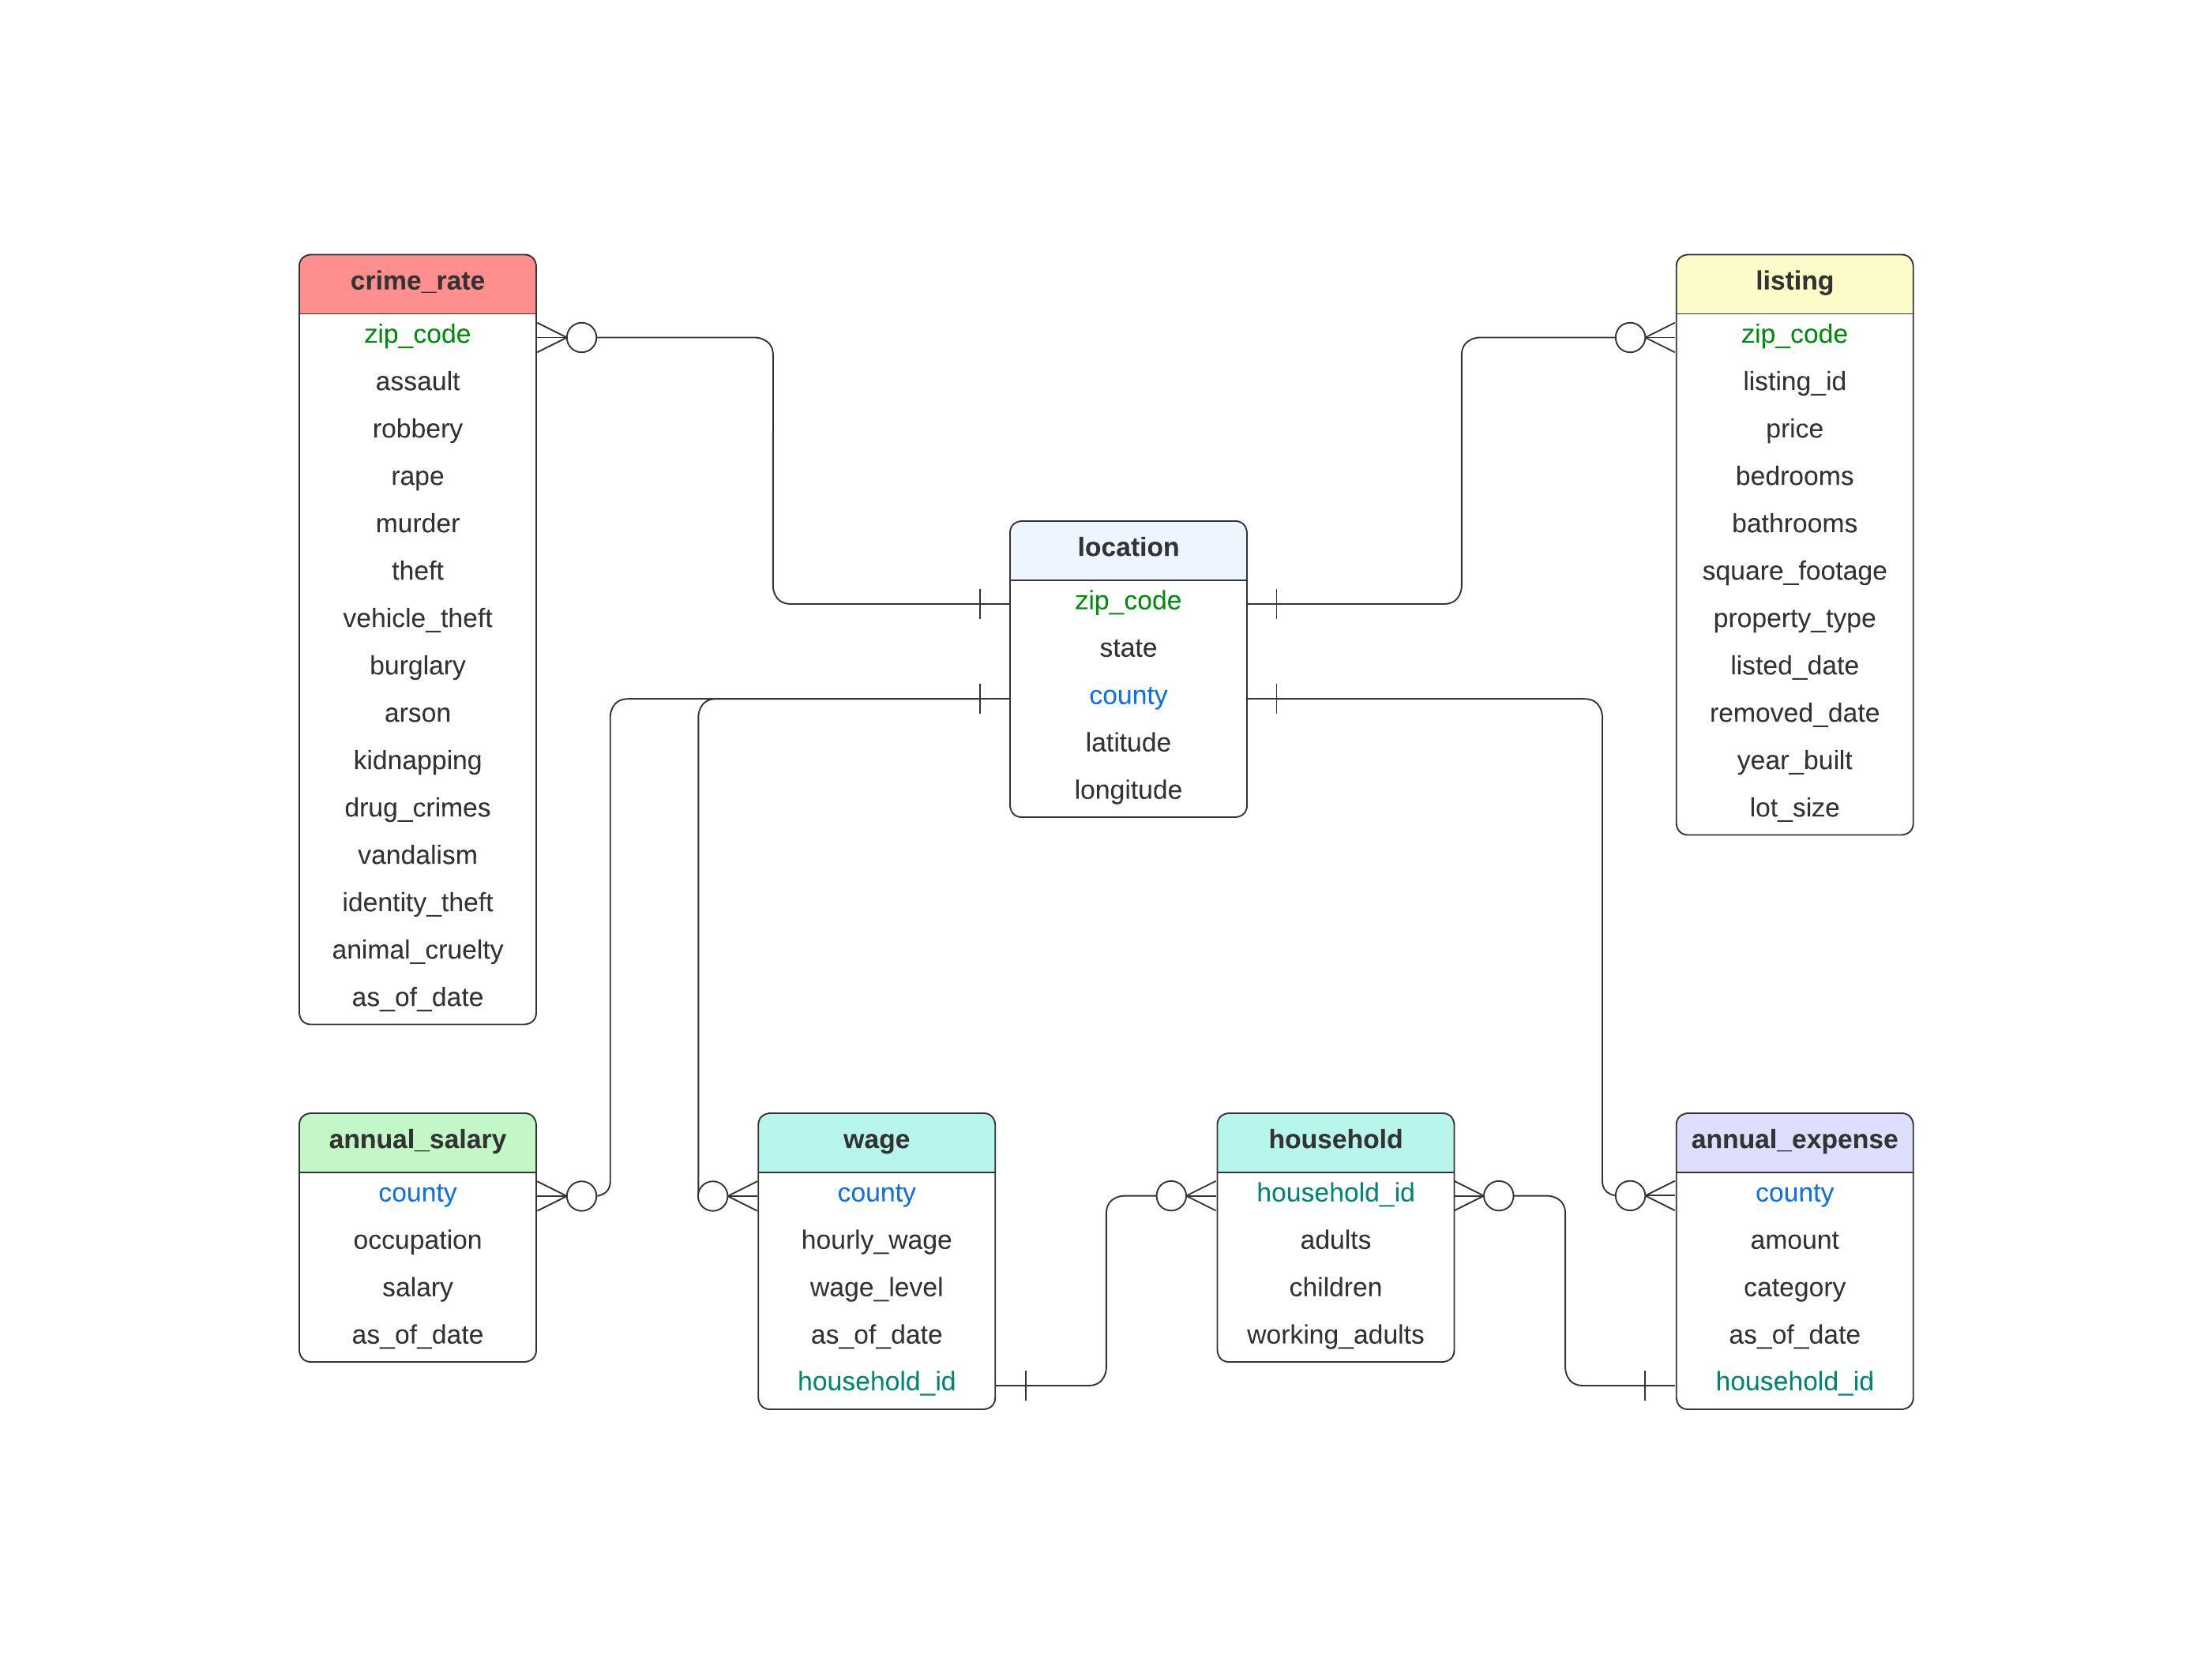 crime_rate
zip_code
assault
robbery
rape
murder
theft
vehicle_theft
burglary
arson
kidnapping
drug_crimes
vandalism
identity_theft
animal_cruelty
as_of_date
listing
zip_code
listing_id
price
bedrooms
bathrooms
square_footage
property_type
listed_date
removed_date
year_built
lot_size
location
zip_code
state
county
latitude
longitude
annual_salary
county
occupation
salary
as_of_date
wage
county
hourly_wage
wage_level
as_of_date
household_id
household
household_id
adults
children
working_adults
annual_expense
county
amount
category
as_of_date
household_id